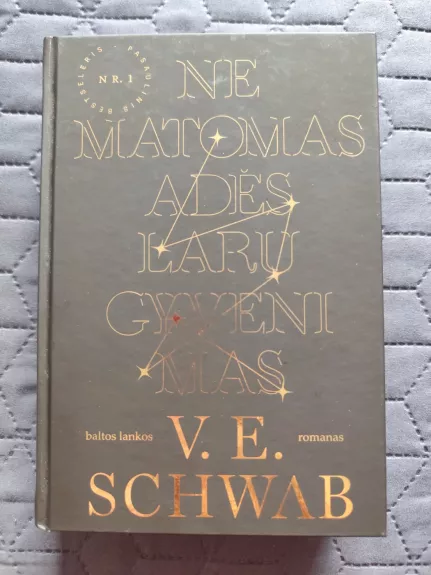 PASAULINIS BESTSELERIS
NR. 1
NE
MATOMAS
ADĖS
LARU
GYVENI
MAS
baltos lankos
V. E.
romanas
SCHWAB